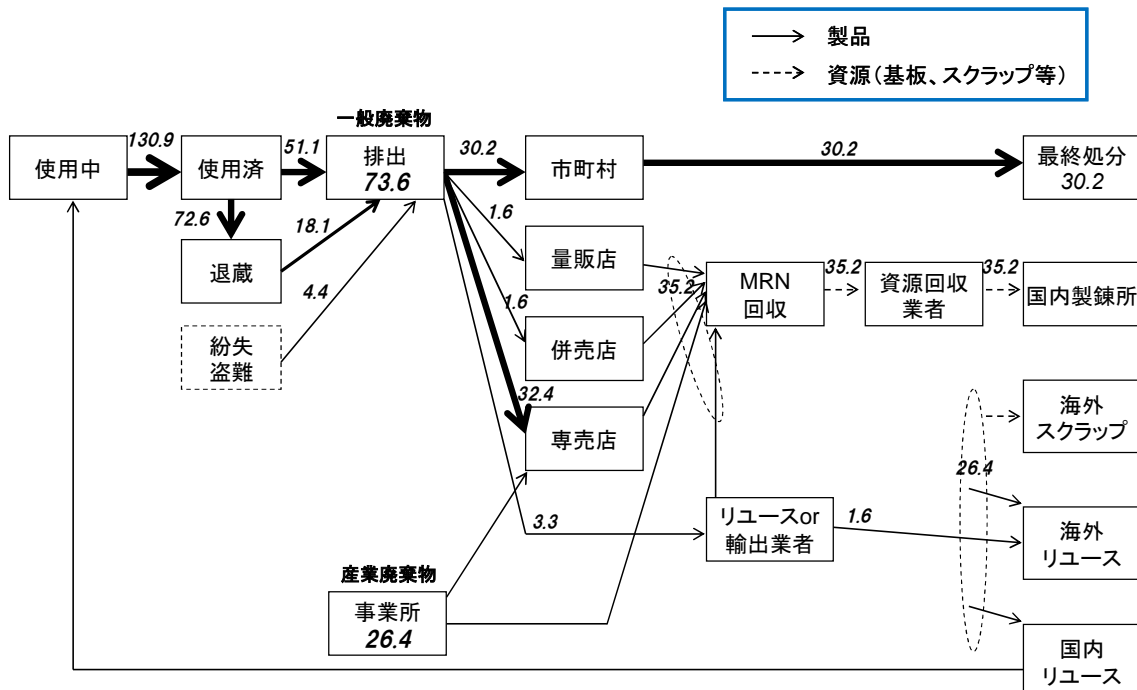 製品
資源(基板、スクラップ等)
一般廃棄物
130.9
51.1
30.2
30.2
使用中
使用済
排出
73.6
市町村
最終処分
30.2
72.6
18.1
1.6
退蔵
量販店
4.4
1.6
35.2
MRN
回収
35.2
資源回収
業者
35.2
国内製錬所
紛失
盗難
併売店
32.4
専売店
海外
スクラップ
26.4
3.3
リユースor
輸出業者
1.6
海外
リユース
産業廃棄物
事業所
26.4
国内
リユース